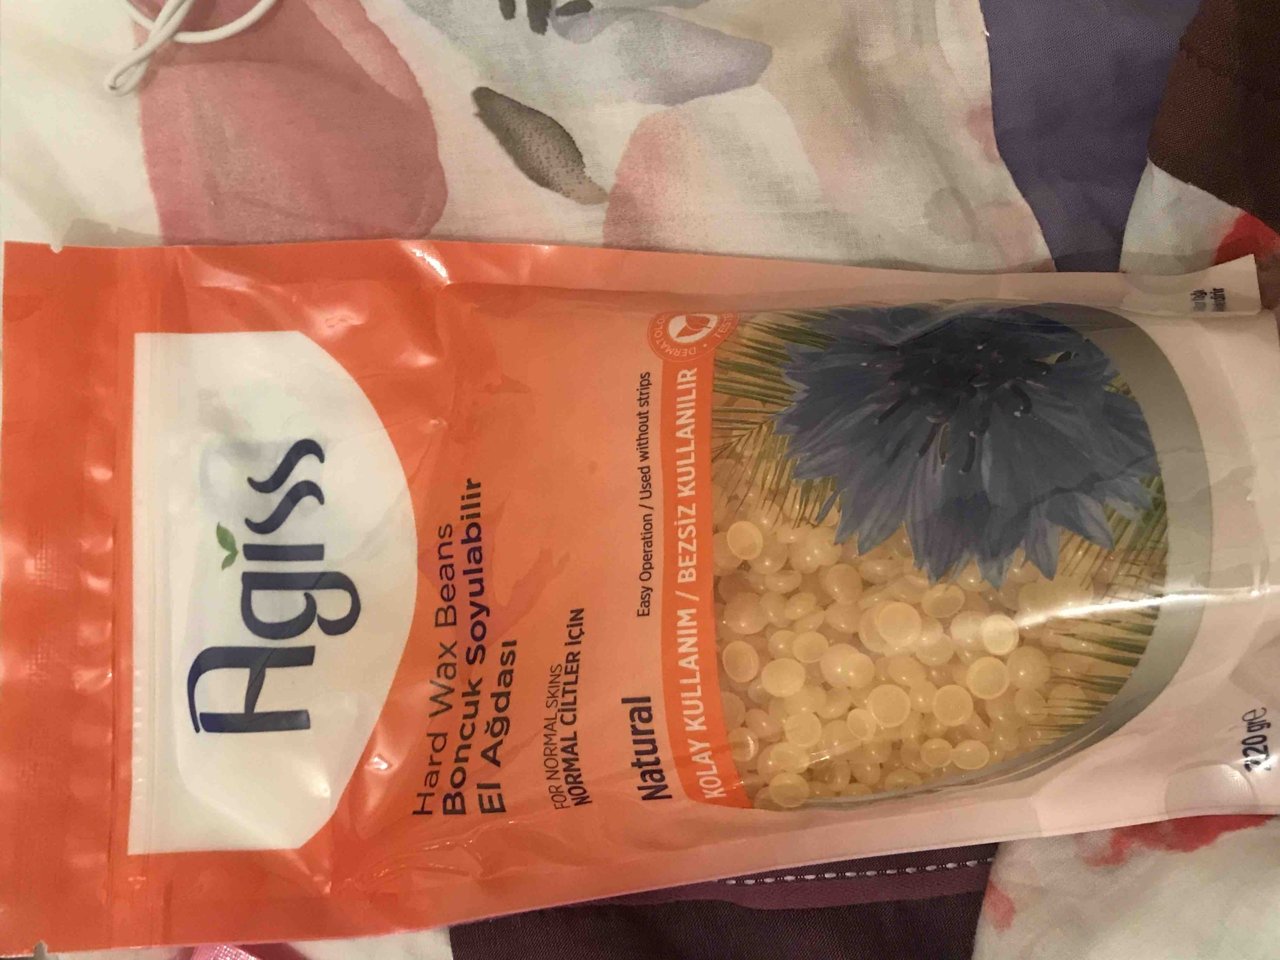 Agiss
Hard Wax Beans
Boncuk Soyulabilir
El Ağdası
FOR NORMAL SKINS
NORMAL CİLTLER İÇİN
Natural
Easy Operation / Used without strips
KOLAY KULLANIM / BEZSİZ KULLANILIR